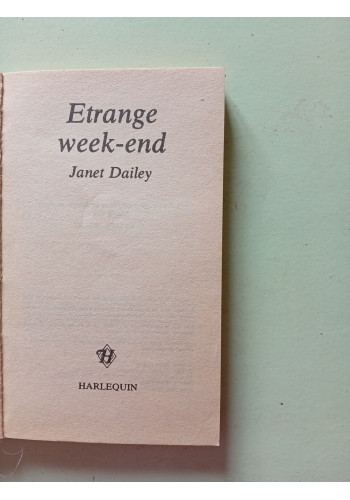 Etrange
week-end
Janet Dailey
H
HARLEQUIN